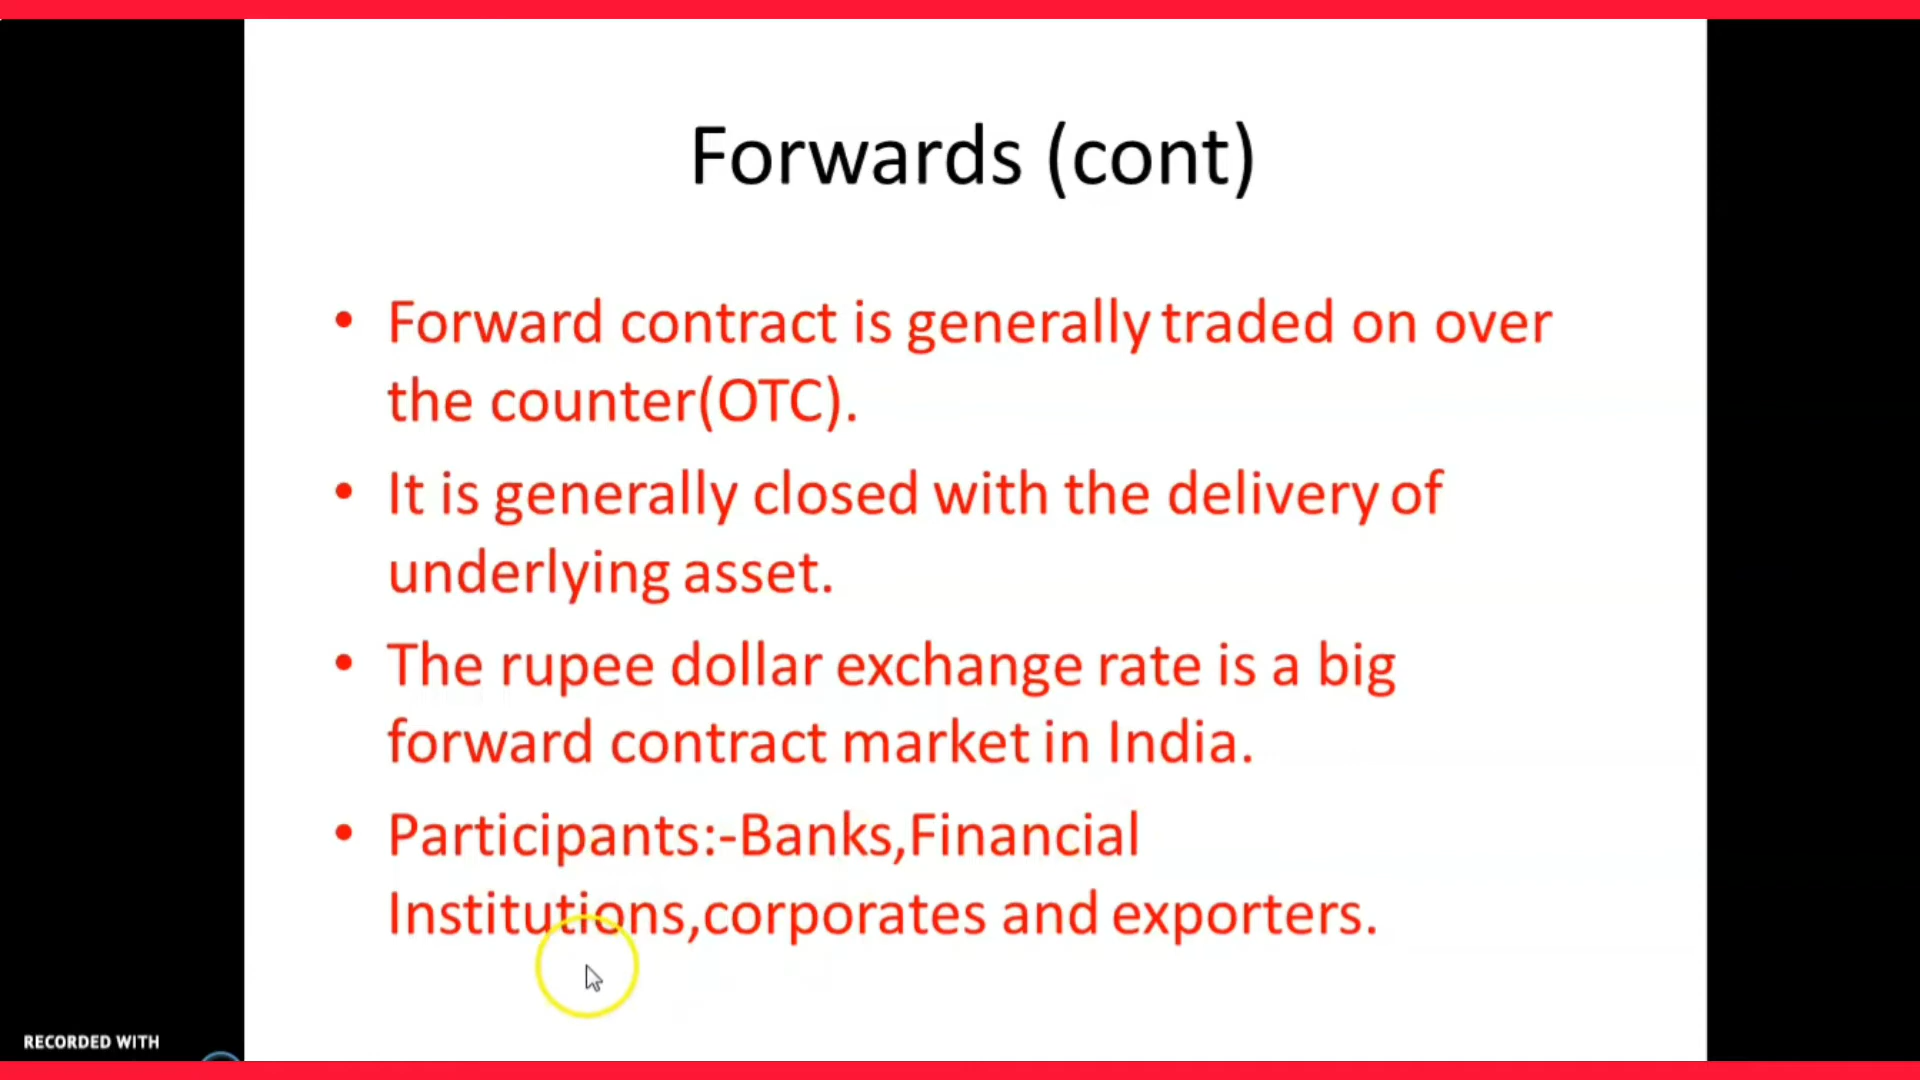 Forwards (cont)
• Forward contract is generally traded on over
the counter(OTC).
• It is generally closed with the delivery of
underlying asset.
• The rupee dollar exchange rate is a big
forward contract market in India.
• Participants:-Banks,Financial
Institutions,corporates and exporters.
RECORDED WITH